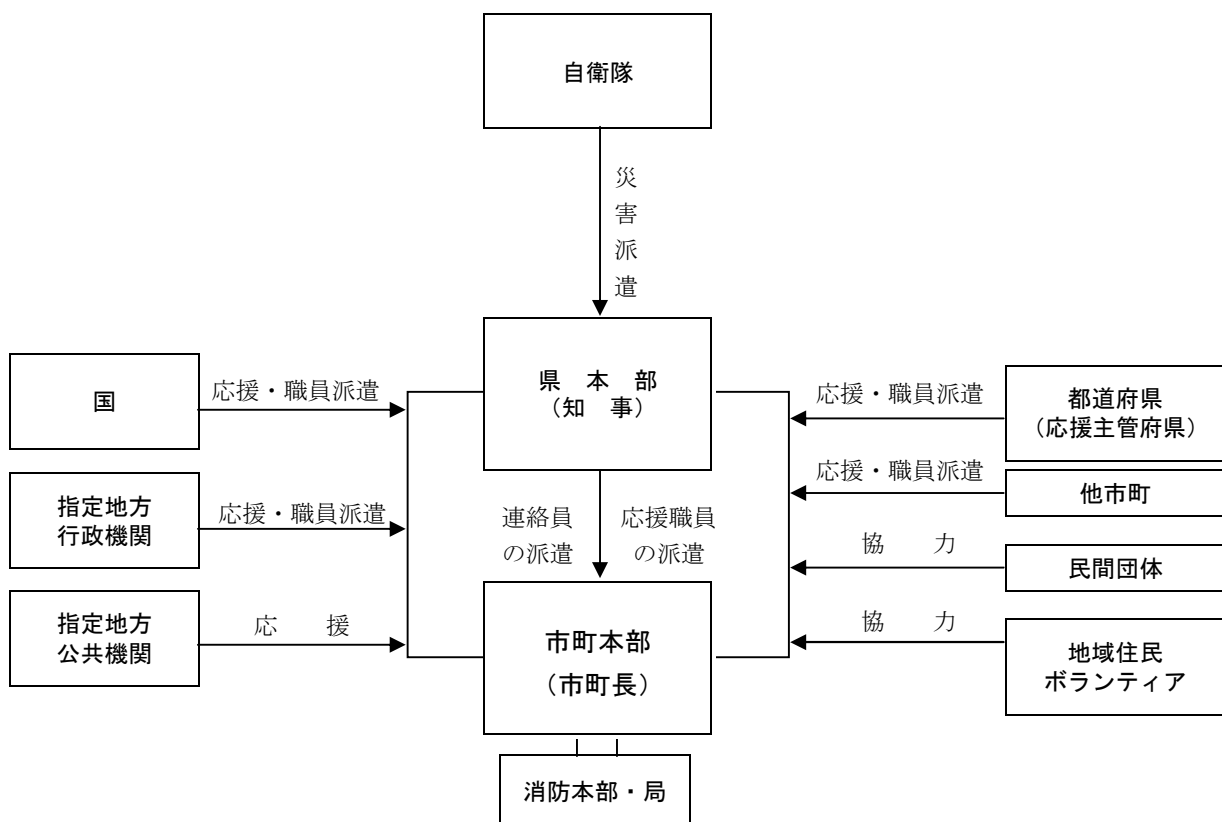 自衛隊
災害派遣
県　本　部
（知　事）
国
応援・職員派遣
指定地方
行政機関
応援・職員派遣
指定地方
公共機関
応　　援
応援・職員派遣
都道府県
（応援主管府県）
応援・職員派遣
他市町
協　　力
民間団体
協　　力
地域住民
ボランティア
連絡員
の派遣
応援職員
の派遣
市町本部
（市町長）
消防本部・局